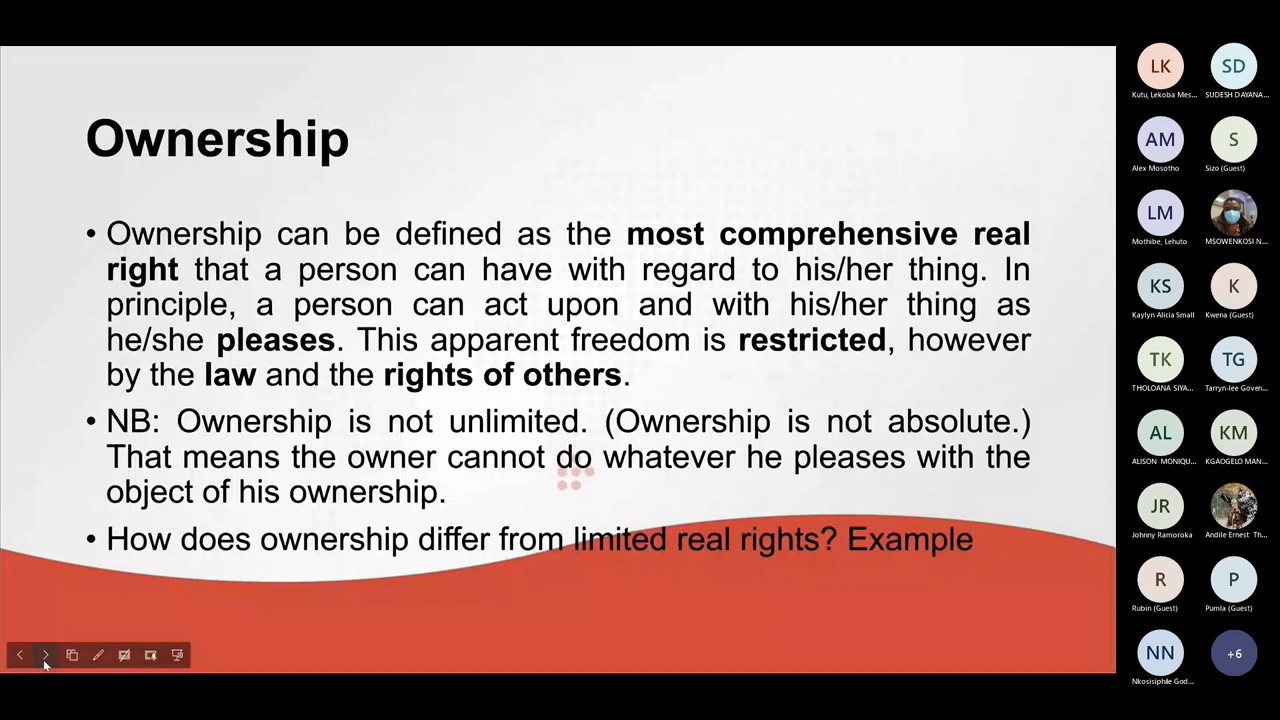 Ownership
• Ownership can be defined as the most comprehensive real
right that a person can have with regard to his/her thing. In
principle, a person can act upon and with his/her thing as
he/she pleases. This apparent freedom is restricted, however
by the law and the rights of others.
• NB: Ownership is not unlimited. (Ownership is not absolute.)
That means the owner cannot do whatever he pleases with the
object of his ownership.
• How does ownership differ from limited real rights? Example
LK SD
Kutu, Lekoba Mes... SUDESH DAYANA...
AM S
Alex Mosotho Sizo (Guest)
LM
Mothibe, Lehuto MSOWENKOSI N...
KS K
Kaylyn Alicia Small Kwena (Guest)
TK TG
THOLOANA SIYA... Tarryn-lee Goven...
AL KM
ALISON MONIQU... KGAOGELO MAN...
JR
Johnny Ramoroka Andile Ernest Th...
R P
Rubin (Guest) Pumla (Guest)
NN +6
Nkosisiphile God...